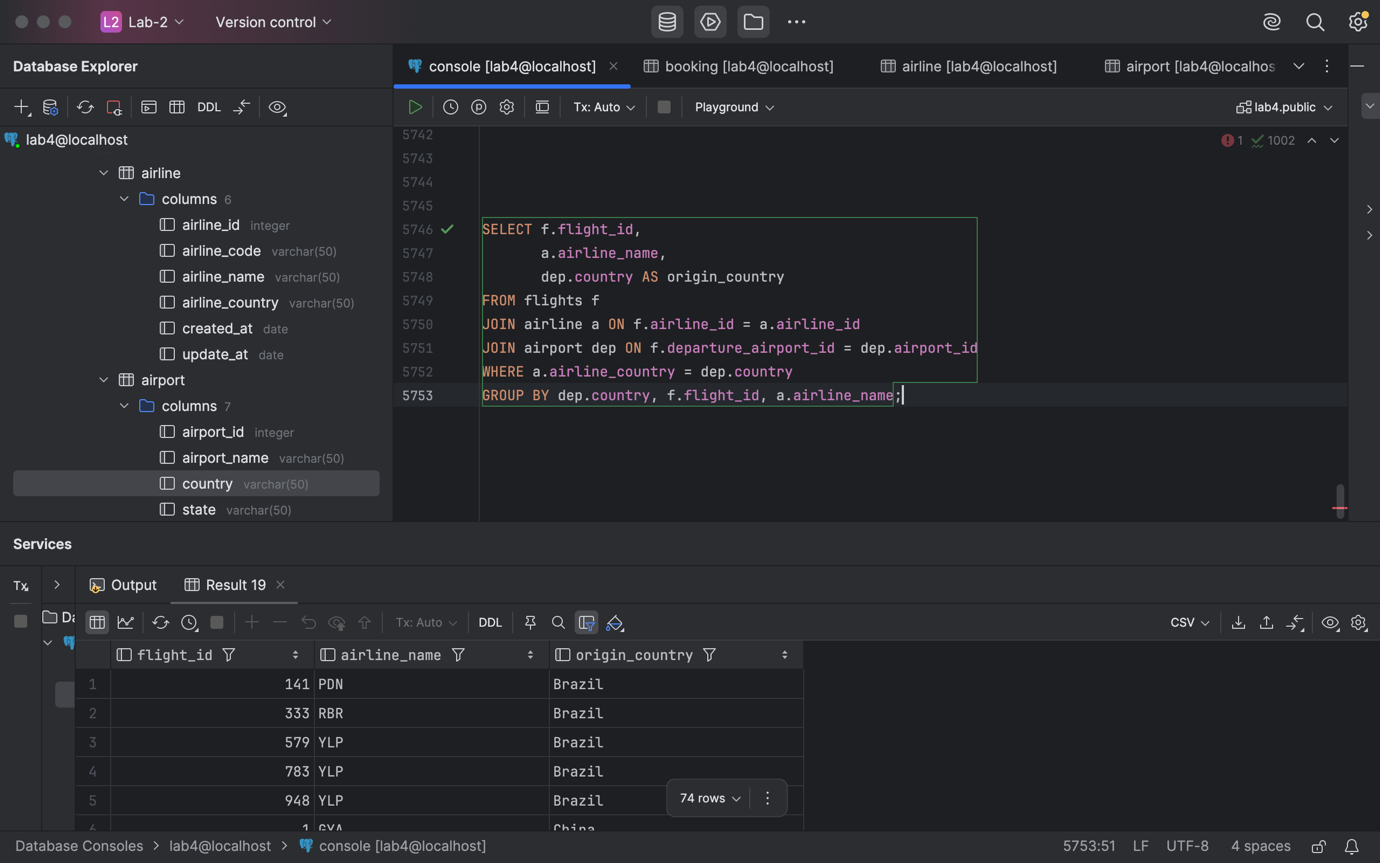 L2 Lab-2 Version control
Database Explorer
console [lab4@localhost] booking [lab4@localhost] airline [lab4@localhost] airport [lab4@localhos
DDL
Tx: Auto Playground lab4.public
lab4@localhost
airline
columns 6
airline_id integer
airline_code varchar(50)
airline_name varchar(50)
airline_country varchar(50)
created_at date
update_at date
airport
columns 7
airport_id integer
airport_name varchar(50)
country varchar(50)
state varchar(50)
1 1002
5742
5743
5744
5745
5746 SELECT f.flight_id,
5747 a.airline_name,
5748 dep.country AS origin_country
5749 FROM flights f
5750 JOIN airline a ON f.airline_id = a.airline_id
5751 JOIN airport dep ON f.departure_airport_id = dep.airport_id
5752 WHERE a.airline_country = dep.country
5753 GROUP BY dep.country, f.flight_id, a.airline_name;
Services
Tx Output Result 19
Da
Tx: Auto DDL CSV
flight_id airline_name origin_country
1 141 PDN Brazil
2 333 RBR Brazil
3 579 YLP Brazil
4 783 YLP Brazil
5 948 YLP Brazil
6 1 GYA China
74 rows
Database Consoles lab4@localhost console [lab4@localhost] 5753:51 LF UTF-8 4 spaces